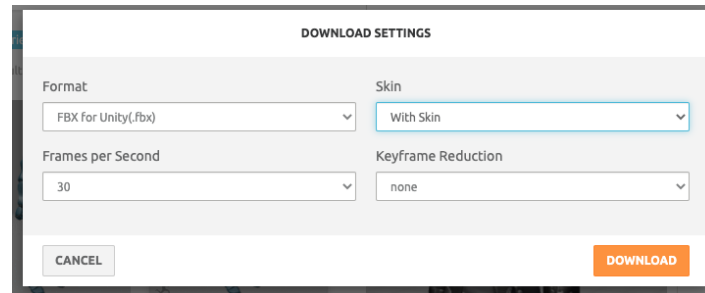 DOWNLOAD SETTINGS
Format
Skin
FBX for Unity(.fbx)
With Skin
Frames per Second
Keyframe Reduction
30
none
CANCEL
DOWNLOAD